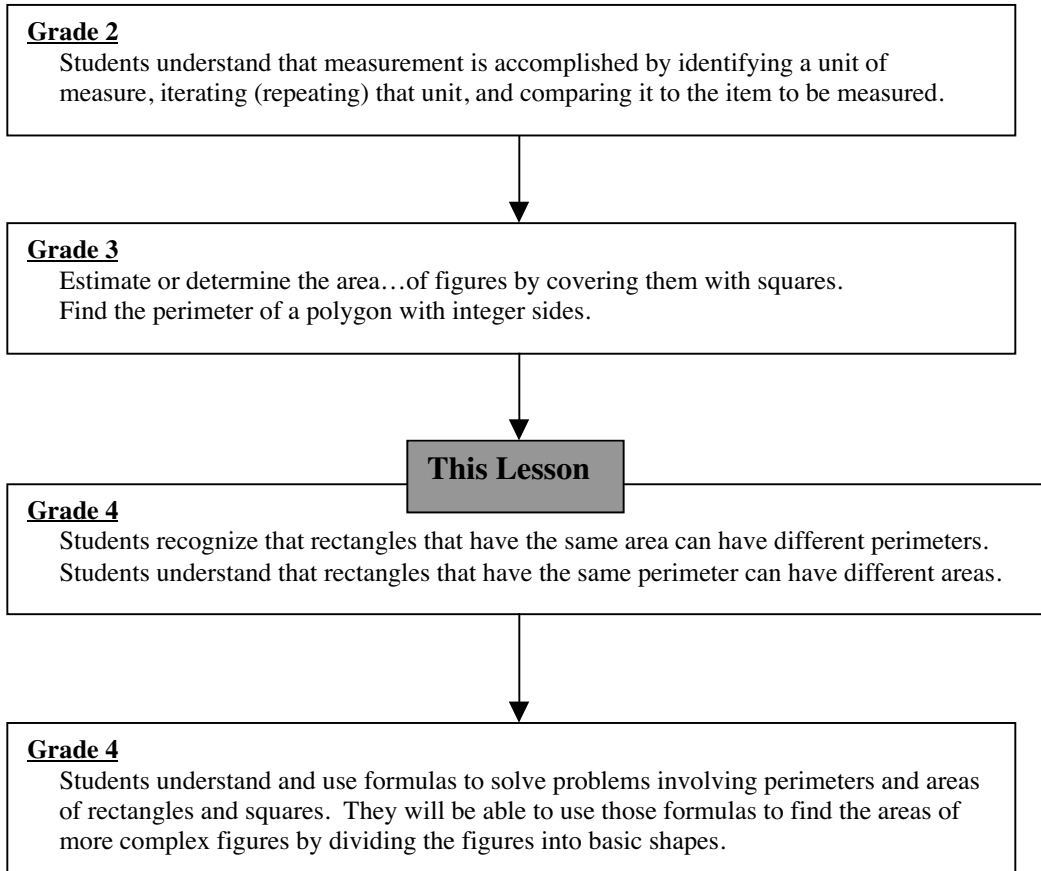 Grade 2
Students understand that measurement is accomplished by identifying a unit of
measure, iterating (repeating) that unit, and comparing it to the item to be measured.
Grade 3
Estimate or determine the area…of figures by covering them with squares.
Find the perimeter of a polygon with integer sides.
This Lesson
Grade 4
Students recognize that rectangles that have the same area can have different perimeters.
Students understand that rectangles that have the same perimeter can have different areas.
Grade 4
Students understand and use formulas to solve problems involving perimeters and areas
of rectangles and squares.  They will be able to use those formulas to find the areas of
more complex figures by dividing the figures into basic shapes.